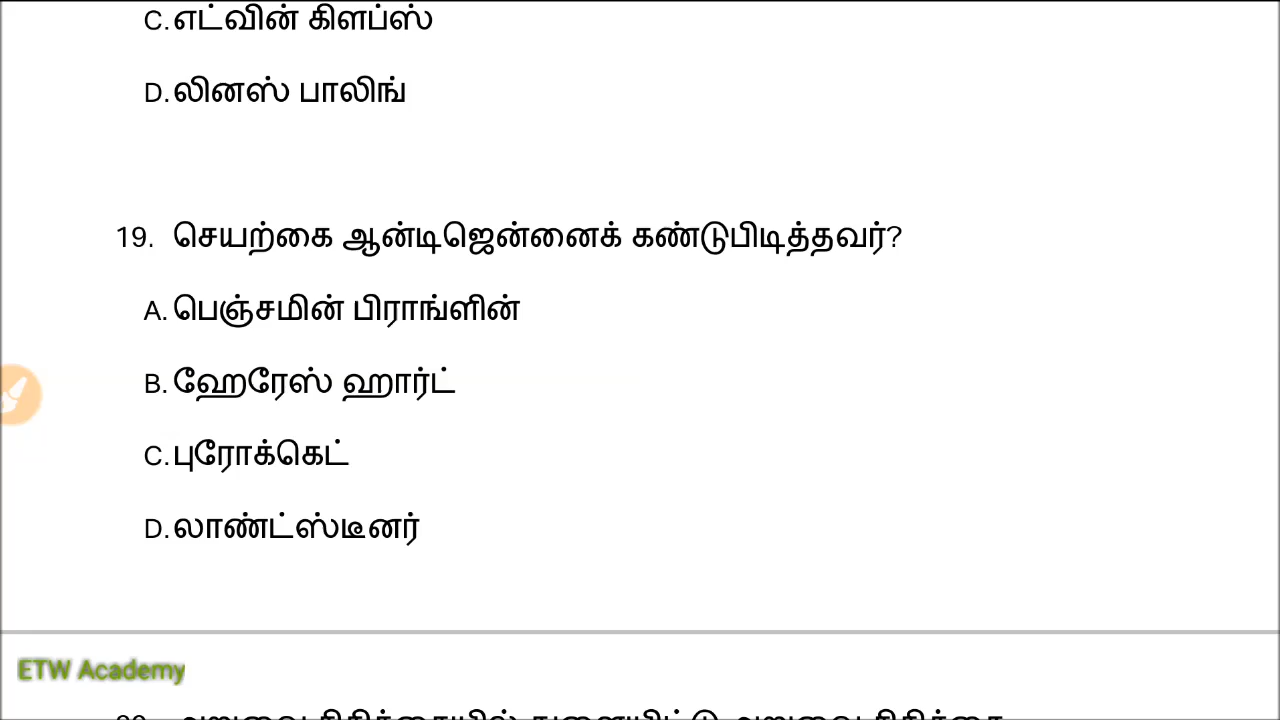 C. எட்வின் கிளப்ஸ்
D. லினஸ் பாலிங்
19. செயற்கை ஆன்டிஜென்னைக் கண்டுபிடித்தவர்?
A. பெஞ்சமின் பிராங்ளின்
B. ஹேரேஸ் ஹார்ட்
C. புரோக்கெட்
D. லாண்ட்ஸ்டீனர்
ETW Academy